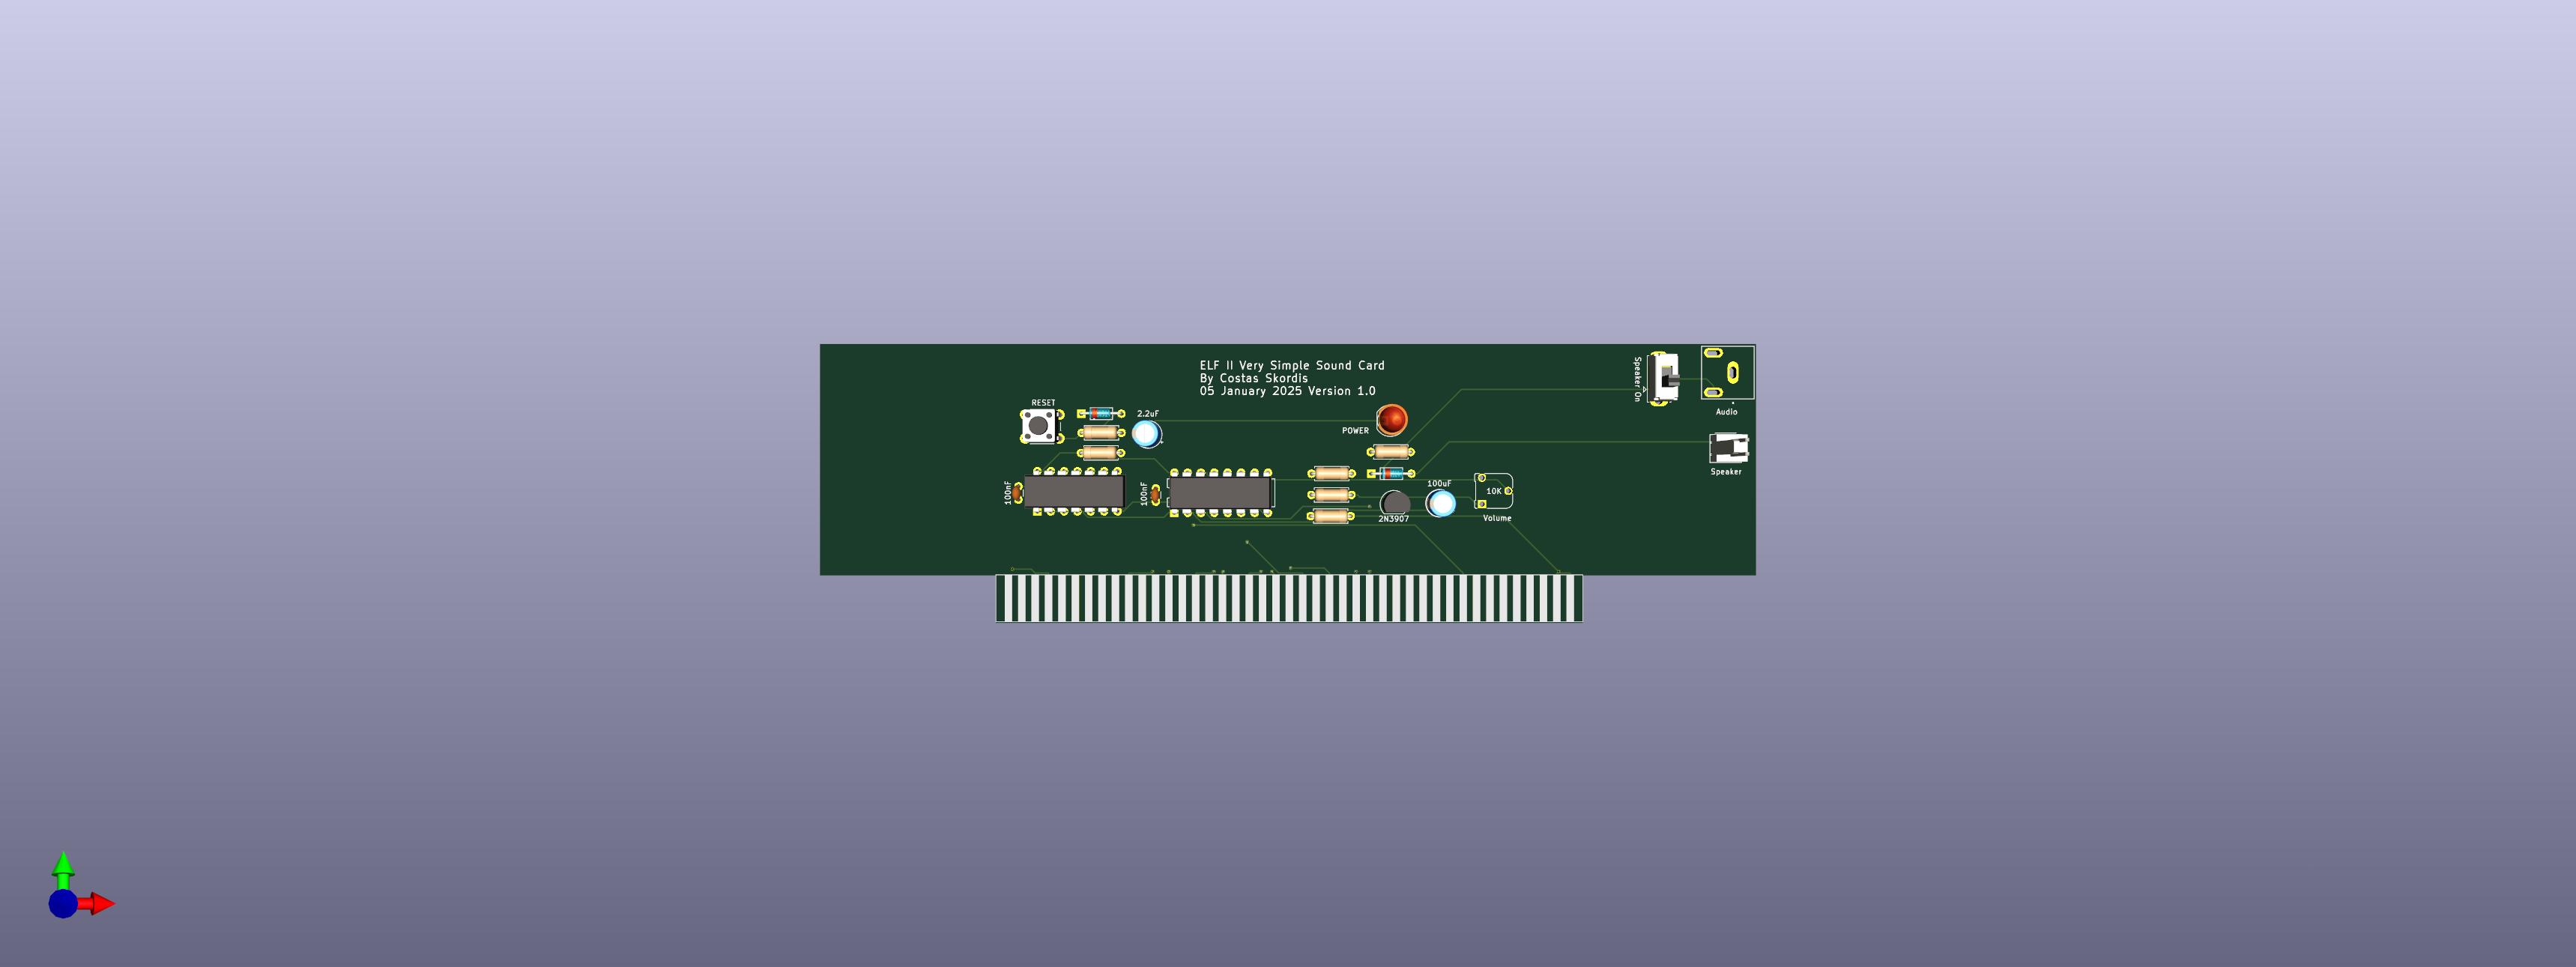 ELF II Very Simple Sound Card
By Costas Skordis
05 January 2025 Version 1.0
Speaker On
Audio
RESET
2.2uF
POWER
Speaker
100nF
100nF
100uF
10K
2N3907
Volume